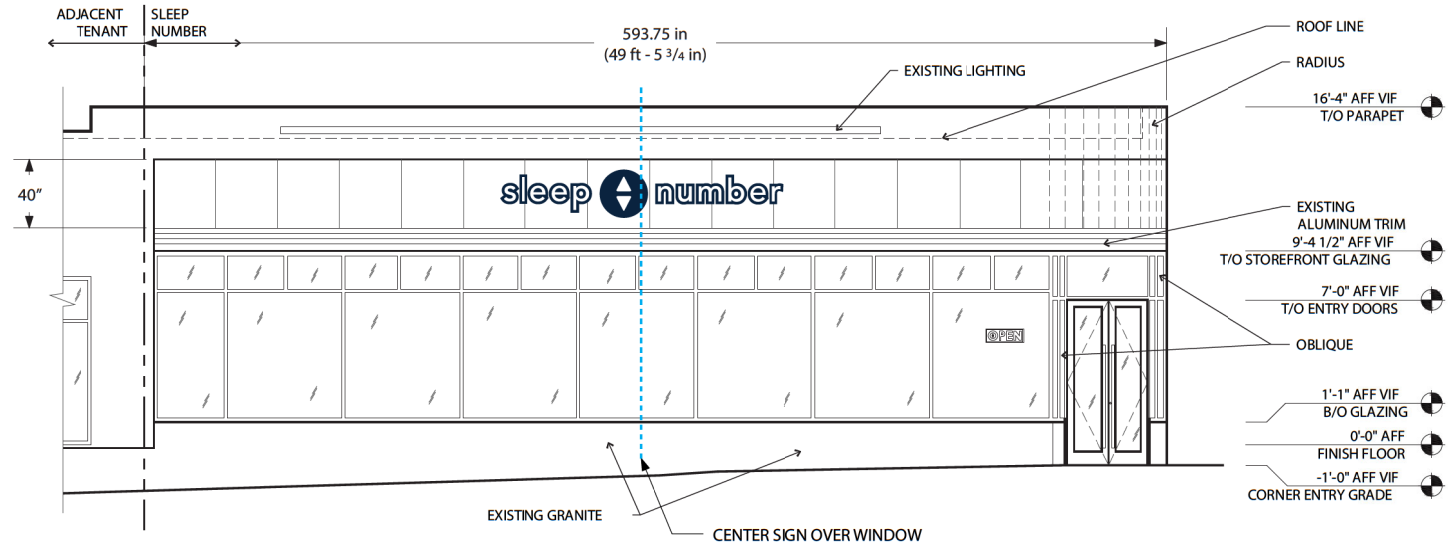 ADJACENT
TENANT
SLEEP
NUMBER
593.75 in
(49 ft - 5 3/4 in)
ROOF LINE
EXISTING LIGHTING
RADIUS
16'-4" AFF VIF
T/O PARAPET
40"
sleep number
EXISTING
ALUMINUM TRIM
9'-4 1/2" AFF VIF
T/O STOREFRONT GLAZING
7'-0" AFF VIF
T/O ENTRY DOORS
OPEN
OBLIQUE
1'-1" AFF VIF
B/O GLAZING
0'-0" AFF
FINISH FLOOR
-1'-0" AFF VIF
CORNER ENTRY GRADE
EXISTING GRANITE
CENTER SIGN OVER WINDOW